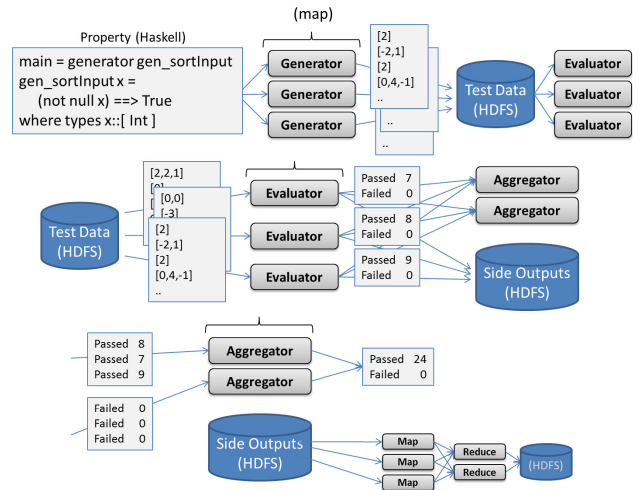 (map)
Property (Haskell)
main = generator gen_sortInput
gen_sortInput x =
(not null x) ==> True
where types x::[ Int ]
Generator
Generator
Generator
[2]
[-2,1]
[2]
[0,4,-1]
..
..
..
Test Data
(HDFS)
Evaluator
Evaluator
Evaluator
Test Data
(HDFS)
[2,2,1]
[0]
[0,0]
[-3]
[2]
[-2,1]
[2]
[0,4,-1]
..
Evaluator
Evaluator
Evaluator
Passed 7
Failed 0
Passed 8
Failed 0
Passed 9
Failed 0
Aggregator
Aggregator
Side Outputs
(HDFS)
Passed 8
Passed 7
Passed 9
Failed 0
Failed 0
Failed 0
Aggregator
Aggregator
Passed 24
Failed 0
Side Outputs
(HDFS)
Map
Map
Map
Reduce
Reduce
(HDFS)